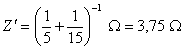 Z' = (1/5 + 1/15)^-1 Ω = 3,75 Ω